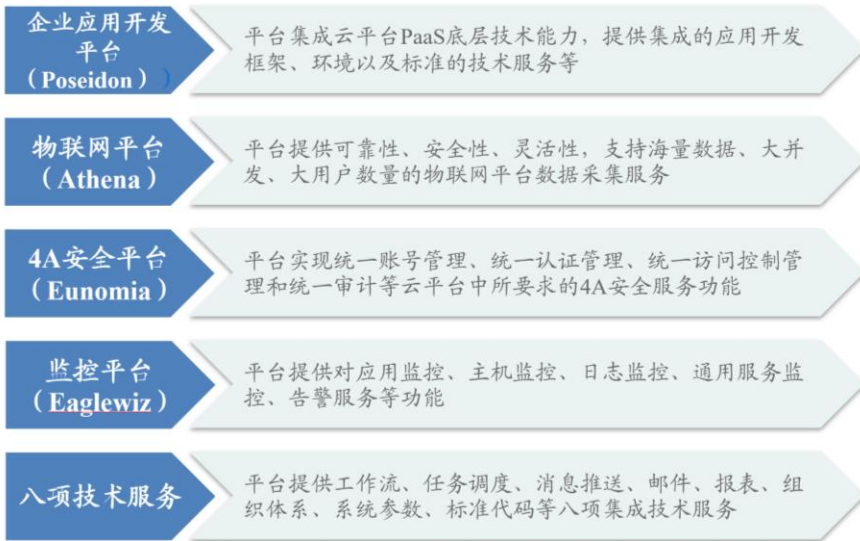 企业应用开发
平台
（Poseidon））
平台集成云平台PaaS底层技术能力，提供集成的应用开发
框架、环境以及标准的技术服务等
物联网平台
（Athena）
平台提供可靠性、安全性、灵活性，支持海量数据、大并
发、大用户数量的物联网平台数据采集服务
4A安全平台
（Eunomia）
平台实现统一账号管理、统一认证管理、统一访问控制管
理和统一审计等云平台中所要求的4A安全服务功能
监控平台
（Eaglewiz）
平台提供对应用监控、主机监控、日志监控、通用服务监
控、告警服务等功能
八项技术服务
平台提供工作流、任务调度、消息推送、邮件、报表、组
织体系、系统参数、标准代码等八项集成技术服务